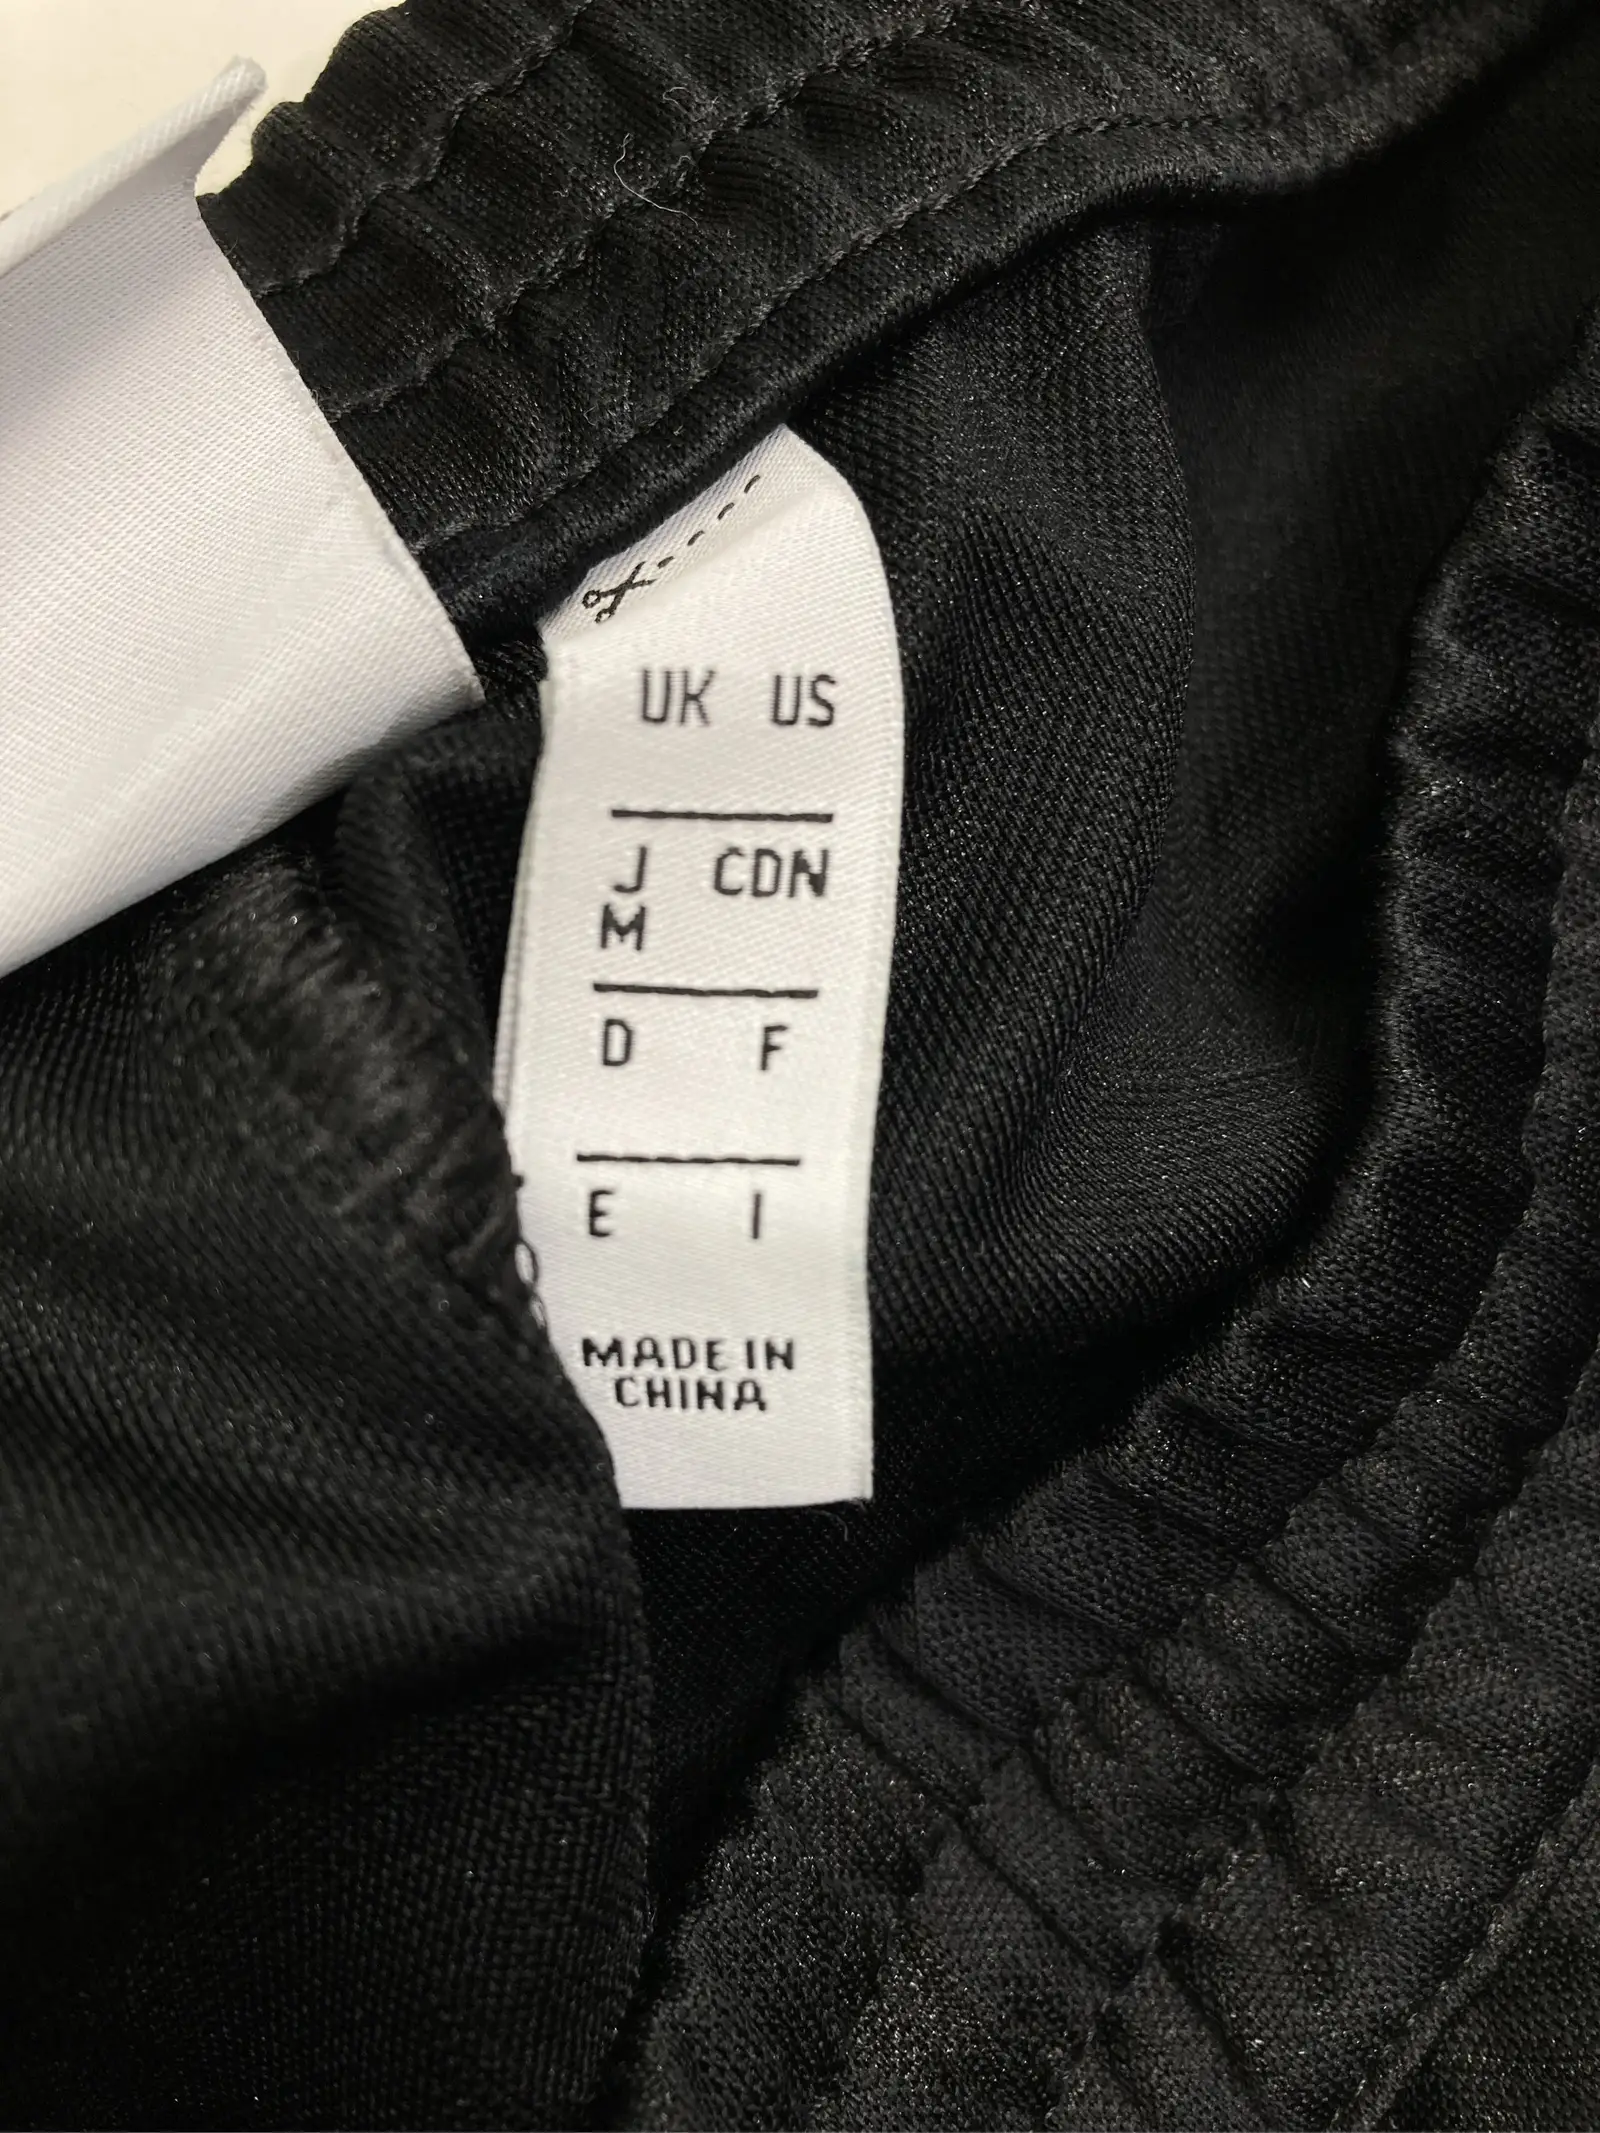 UK US
J CDN
M
D F
E I
MADE IN
CHINA